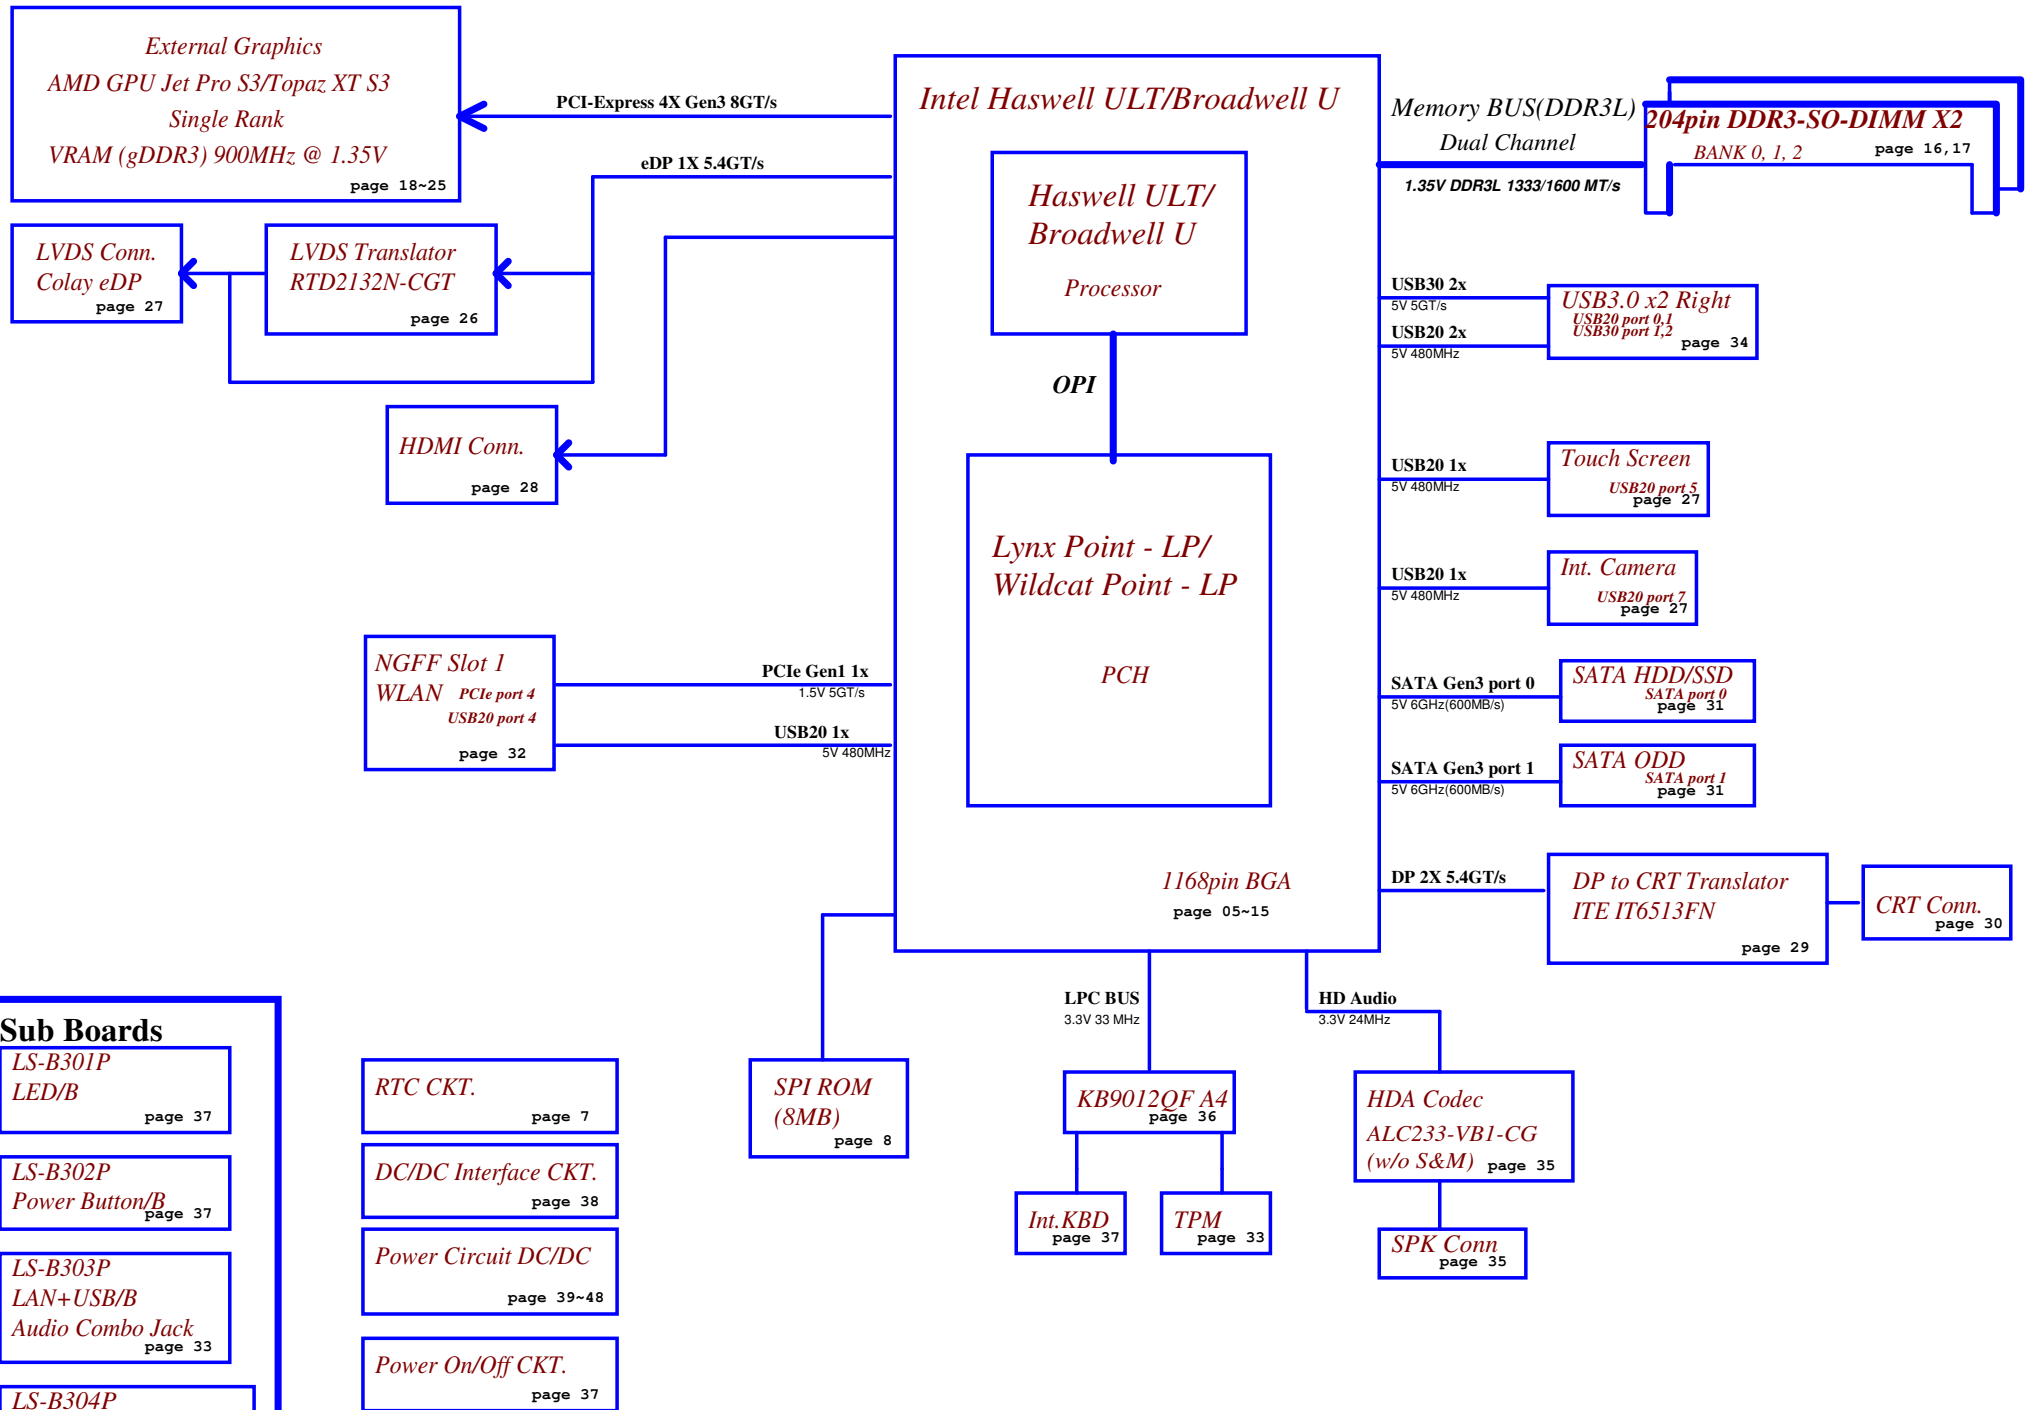 External Graphics
AMD GPU Jet Pro S3/Topaz XT S3
Single Rank
VRAM (gDDR3) 900MHz @ 1.35V
page 18~25
PCI-Express 4X Gen3 8GT/s
eDP 1X 5.4GT/s
LVDS Conn.
Colay eDP
page 27
LVDS Translator
RTD2132N-CGT
page 26
HDMI Conn.
page 28
NGFF Slot 1
WLAN PCIe port 4
USB20 port 4
page 32
PCIe Gen1 1x
1.5V 5GT/s
USB20 1x
5V 480MHz
Intel Haswell ULT/Broadwell U
Haswell ULT/
Broadwell U
Processor
OPI
Lynx Point - LP/
Wildcat Point - LP
PCH
1168pin BGA
page 05~15
Memory BUS(DDR3L)
Dual Channel
1.35V DDR3L 1333/1600 MT/s
204pin DDR3-SO-DIMM X2
BANK 0, 1, 2 page 16,17
USB30 2x
5V 5GT/s
USB20 2x
5V 480MHz
USB3.0 x2 Right
USB20 port 0,1
USB30 port 1,2
page 34
USB20 1x
5V 480MHz
Touch Screen
USB20 port 5
page 27
USB20 1x
5V 480MHz
Int. Camera
USB20 port 7
page 27
SATA Gen3 port 0
5V 6GHz(600MB/s)
SATA HDD/SSD
SATA port 0
page 31
SATA Gen3 port 1
5V 6GHz(600MB/s)
SATA ODD
SATA port 1
page 31
DP 2X 5.4GT/s
DP to CRT Translator
ITE IT6513FN
page 29
CRT Conn.
page 30
LPC BUS
3.3V 33 MHz
HD Audio
3.3V 24MHz
SPI ROM
(8MB)
page 8
KB9012QF A4
page 36
Int.KBD
page 37
TPM
page 33
HDA Codec
ALC233-VB1-CG
(w/o S&M) page 35
SPK Conn
page 35
Sub Boards
LS-B301P
LED/B
page 37
LS-B302P
Power Button/B
page 37
LS-B303P
LAN+USB/B
Audio Combo Jack
page 33
LS-B304P
RTC CKT.
page 7
DC/DC Interface CKT.
page 38
Power Circuit DC/DC
page 39~48
Power On/Off CKT.
page 37